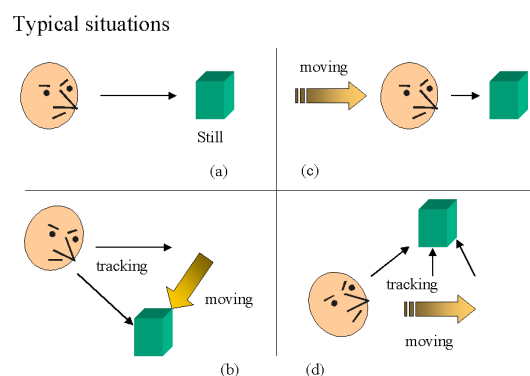 Typical situations
Still
(a)
moving
(c)
tracking
moving
(b)
tracking
moving
(d)